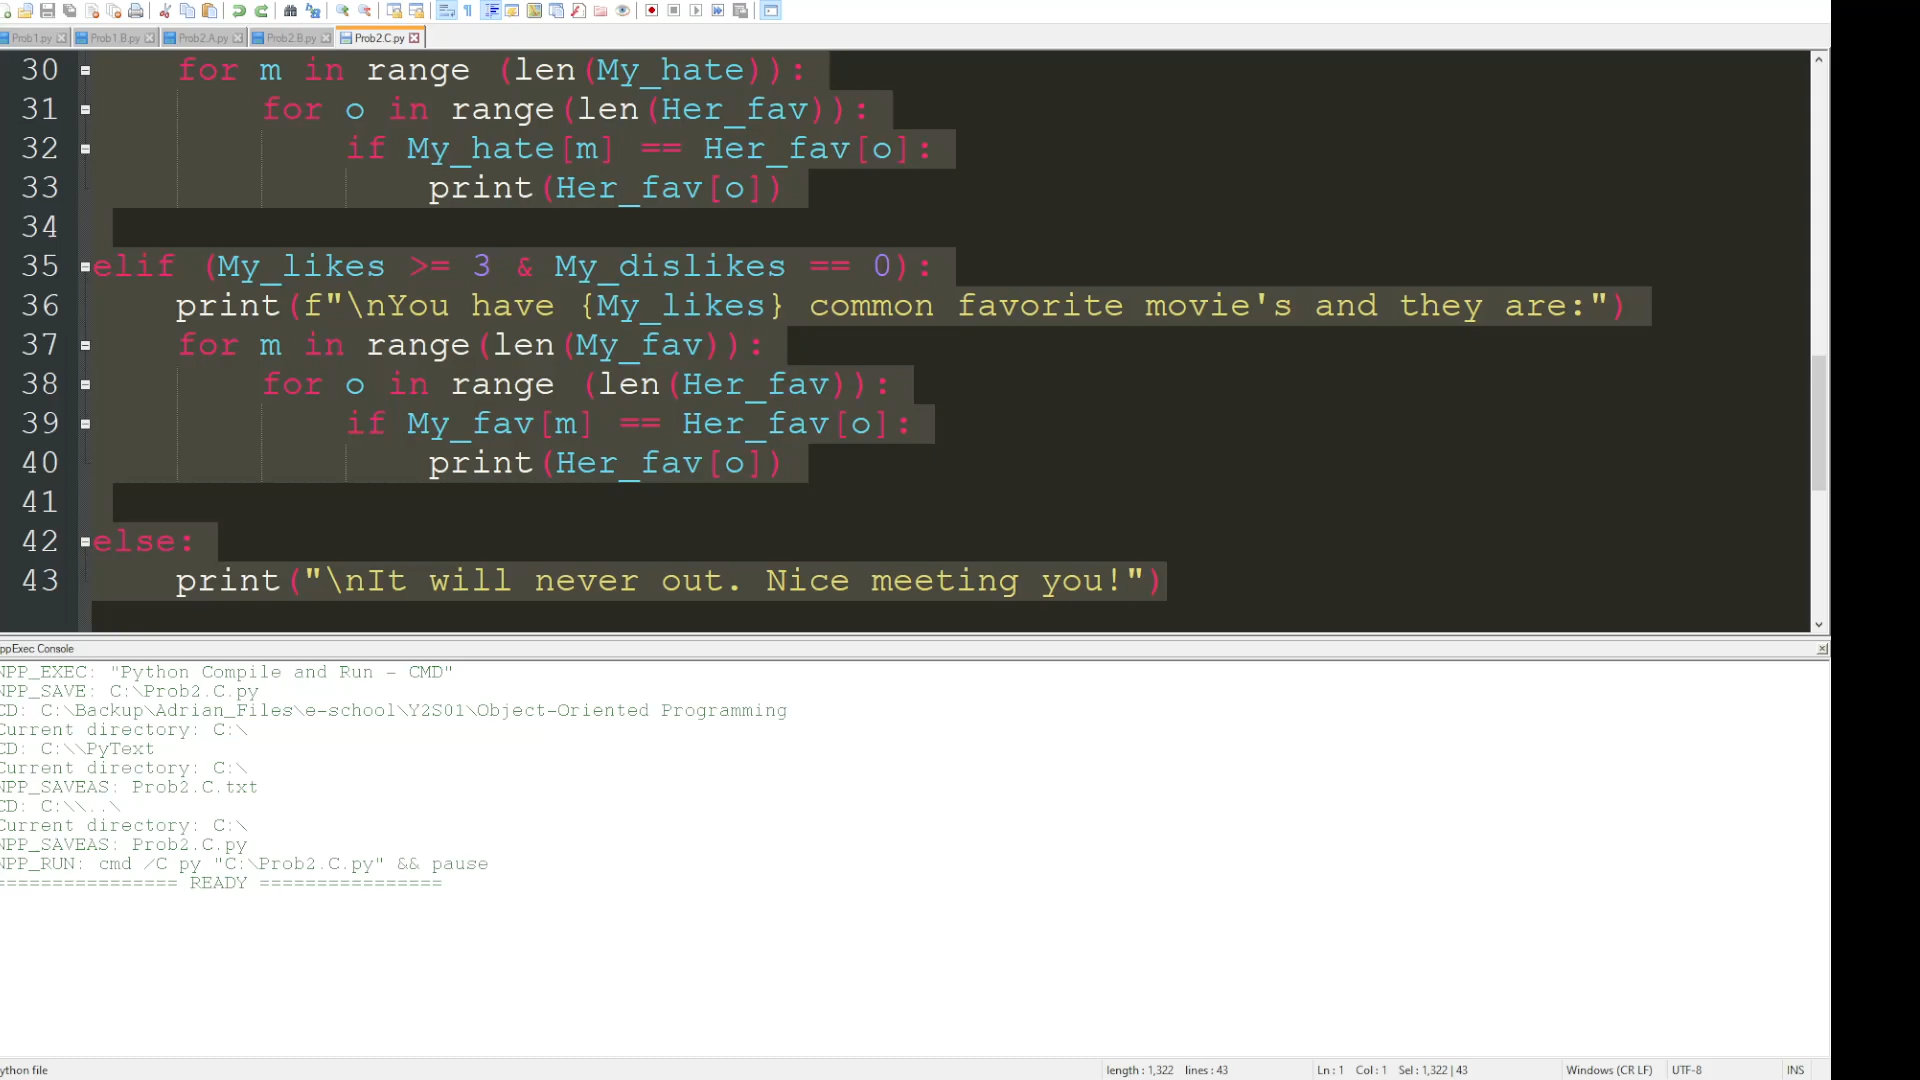 Prob1.py Prob1.B.py Prob2.A.py Prob2.B.py Prob2.C.py
30 for m in range (len(My_hate)):
31 for o in range(len(Her_fav)):
32 if My_hate[m] == Her_fav[o]:
33 print(Her_fav[o])
34
35 elif (My_likes >= 3 & My_dislikes == 0):
36 print(f"\nYou have {My_likes} common favorite movie's and they are:")
37 for m in range(len(My_fav)):
38 for o in range (len(Her_fav)):
39 if My_fav[m] == Her_fav[o]:
40 print(Her_fav[o])
41
42 else:
43 print("\nIt will never out. Nice meeting you!")
ppExec Console
NPP_EXEC: "Python Compile and Run - CMD"
NPP_SAVE: C:\Prob2.C.py
CD: C:\Backup\Adrian_Files\e-school\Y2S01\Object-Oriented Programming
Current directory: C:\
CD: C:\\PyText
Current directory: C:\
NPP_SAVEAS: Prob2.C.txt
CD: C:\\..\
Current directory: C:\
NPP_SAVEAS: Prob2.C.py
NPP_RUN: cmd /C py "C:\Prob2.C.py" && pause
================ READY ================
ython file length : 1,322 lines : 43 Ln : 1 Col : 1 Sel : 1,322 | 43 Windows (CR LF) UTF-8 INS